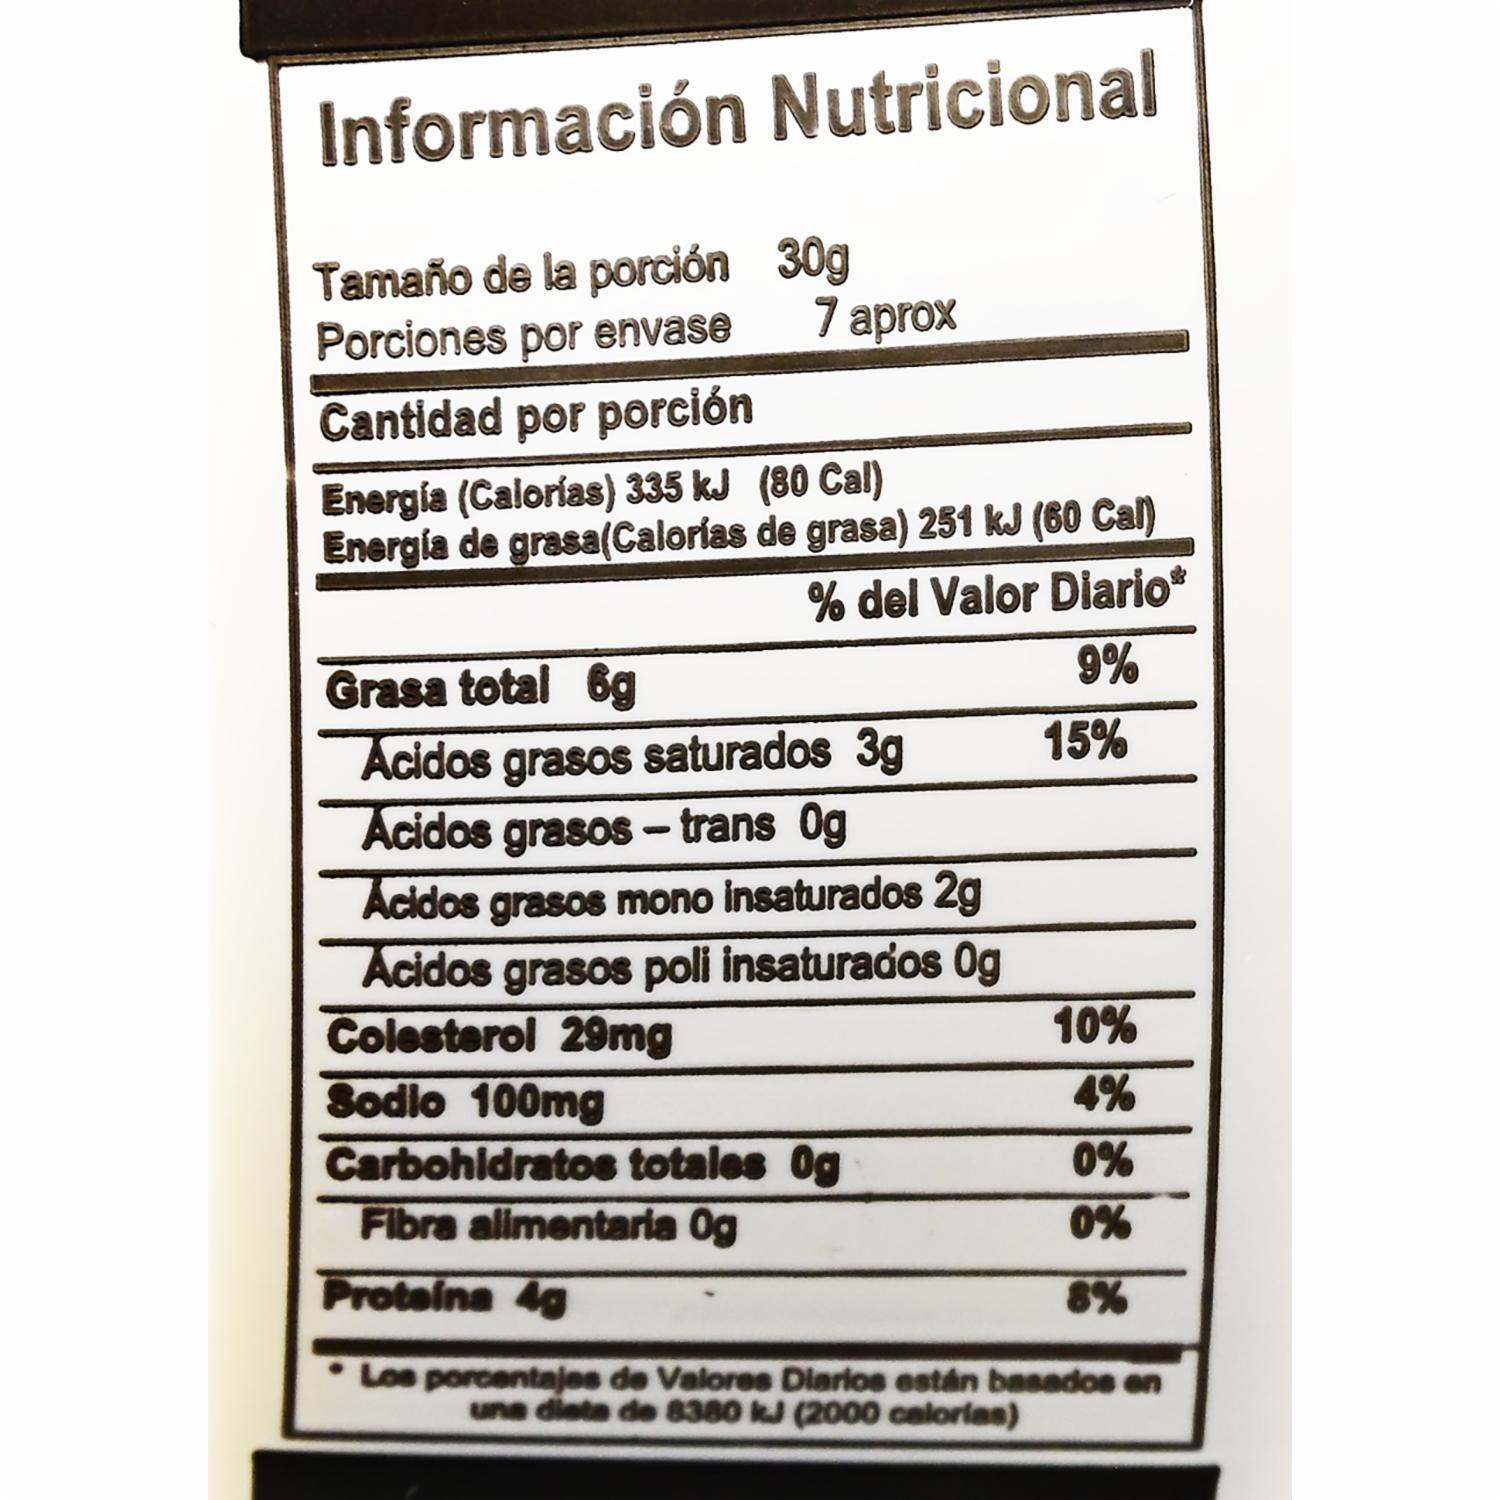 Información Nutricional
Tamaño de la porción 30g
Porciones por envase 7 aprox
Cantidad por porción
Energía (Calorías) 335 kJ (80 Cal)
Energía de grasa(Calorías de grasa) 251 kJ (60 Cal)
% del Valor Diario*
Grasa total 6g 9%
Ácidos grasos saturados 3g 15%
Ácidos grasos – trans 0g
Ácidos grasos mono insaturados 2g
Ácidos grasos poli insaturados 0g
Colesterol 29mg 10%
Sodio 100mg 4%
Carbohidratos totales 0g 0%
Fibra alimentaria 0g 0%
Proteína 4g 8%
* Los porcentajes de Valores Diarios están basados en
una dieta de 8380 kJ (2000 calorías)